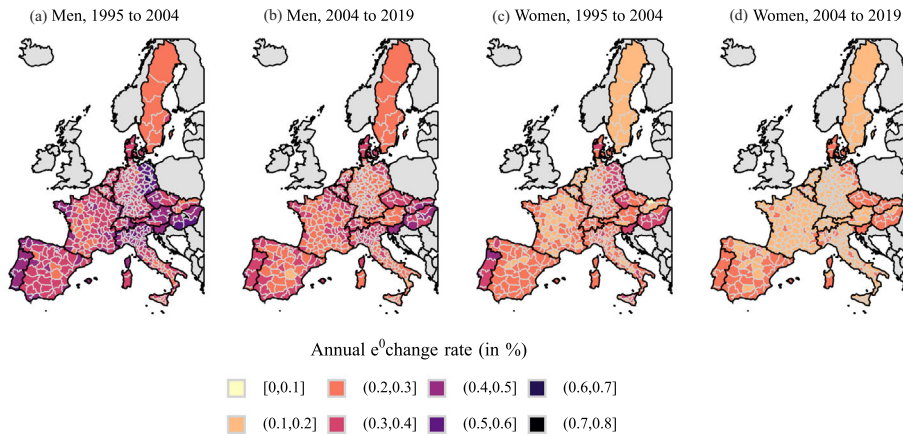 (a) Men, 1995 to 2004
(b) Men, 2004 to 2019
(c) Women, 1995 to 2004
(d) Women, 2004 to 2019
Annual e⁰change rate (in %)
[0,0.1] (0.2,0.3] (0.4,0.5] (0.6,0.7]
(0.1,0.2] (0.3,0.4] (0.5,0.6] (0.7,0.8]